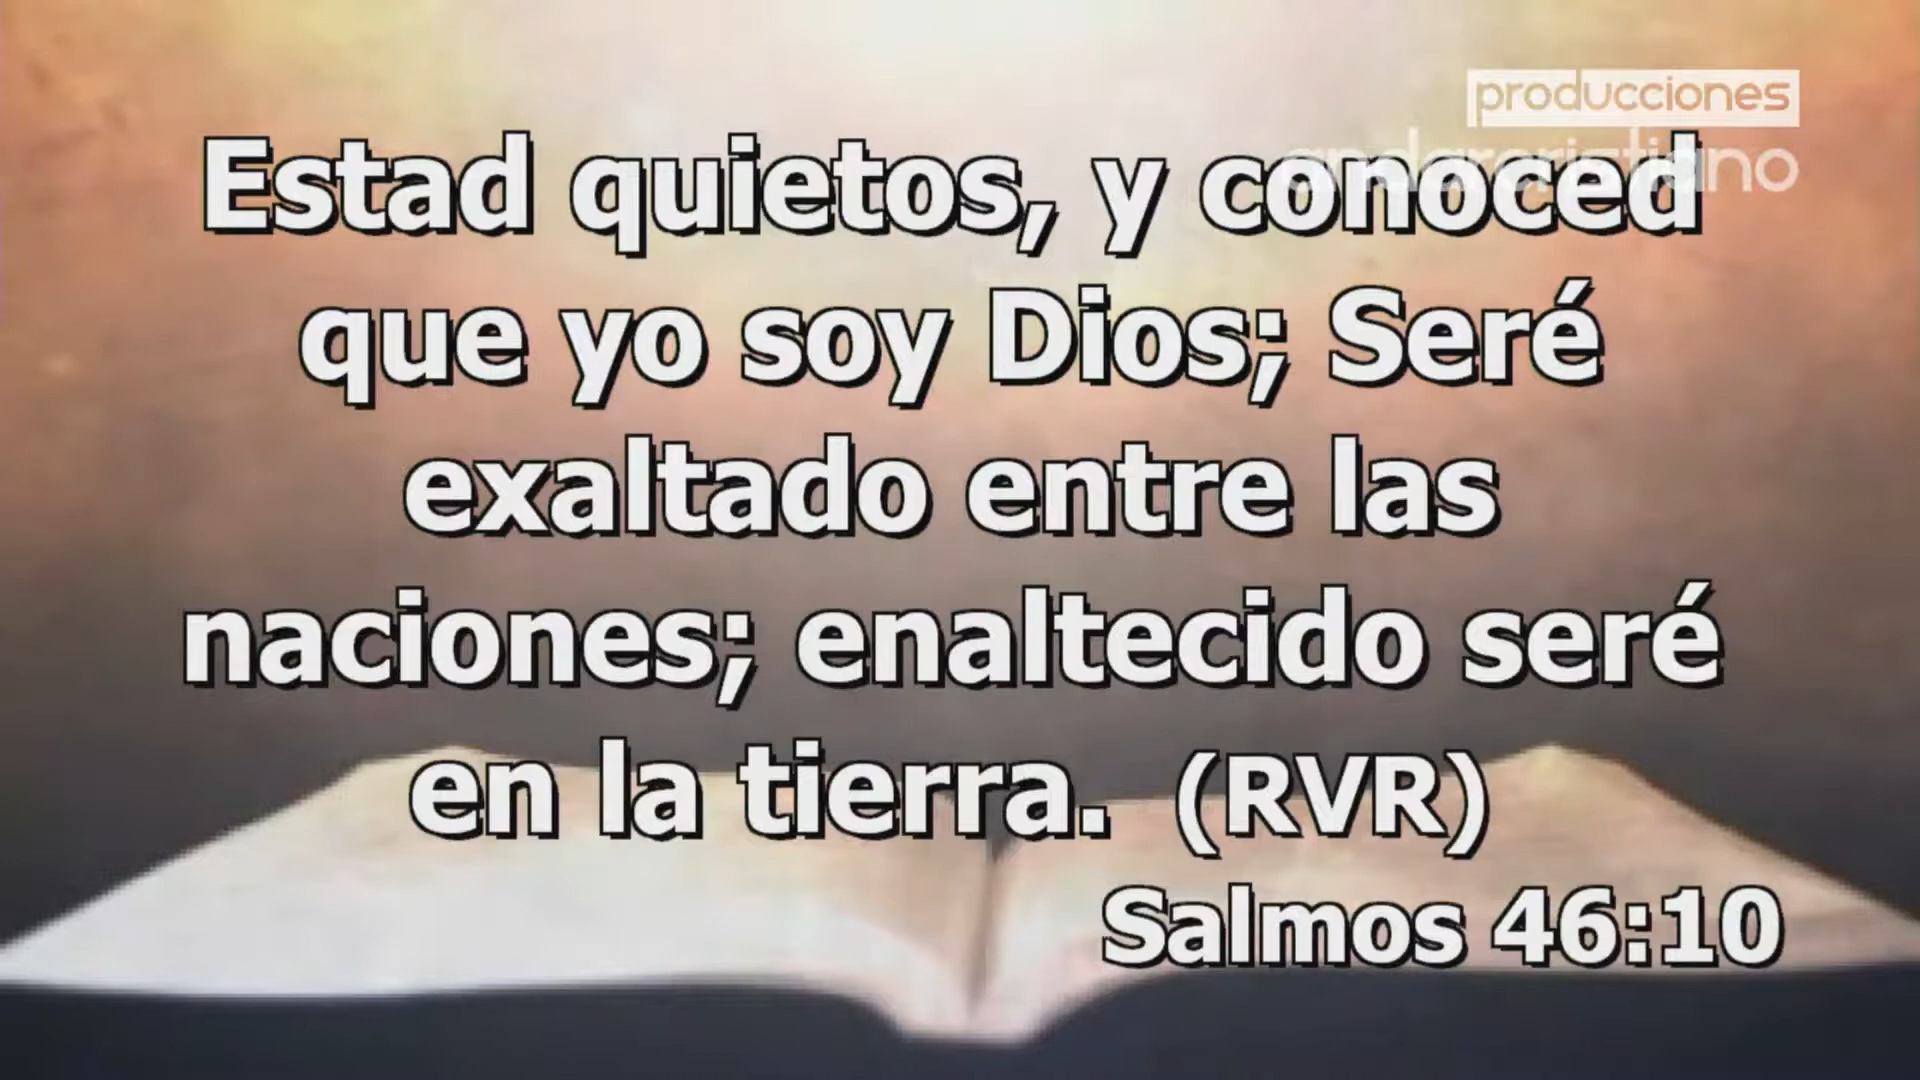 producciones
andarcristiano
Estad quietos, y conoced
que yo soy Dios; Seré
exaltado entre las
naciones; enaltecido seré
en la tierra. (RVR)
Salmos 46:10